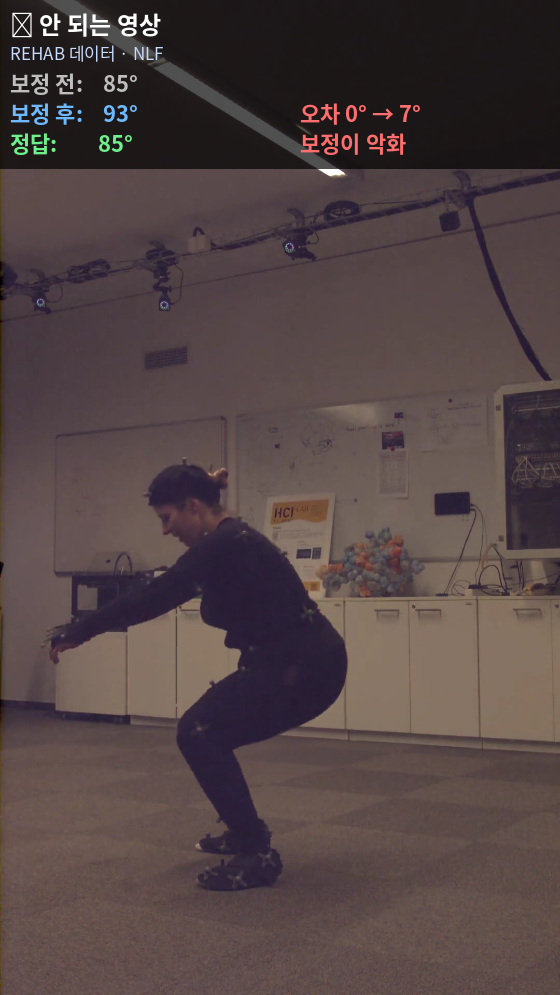 안 되는 영상
REHAB 데이터 · NLF
보정 전: 85°
보정 후: 93°
오차 0° → 7°
정답: 85°
보정이 악화
HCI